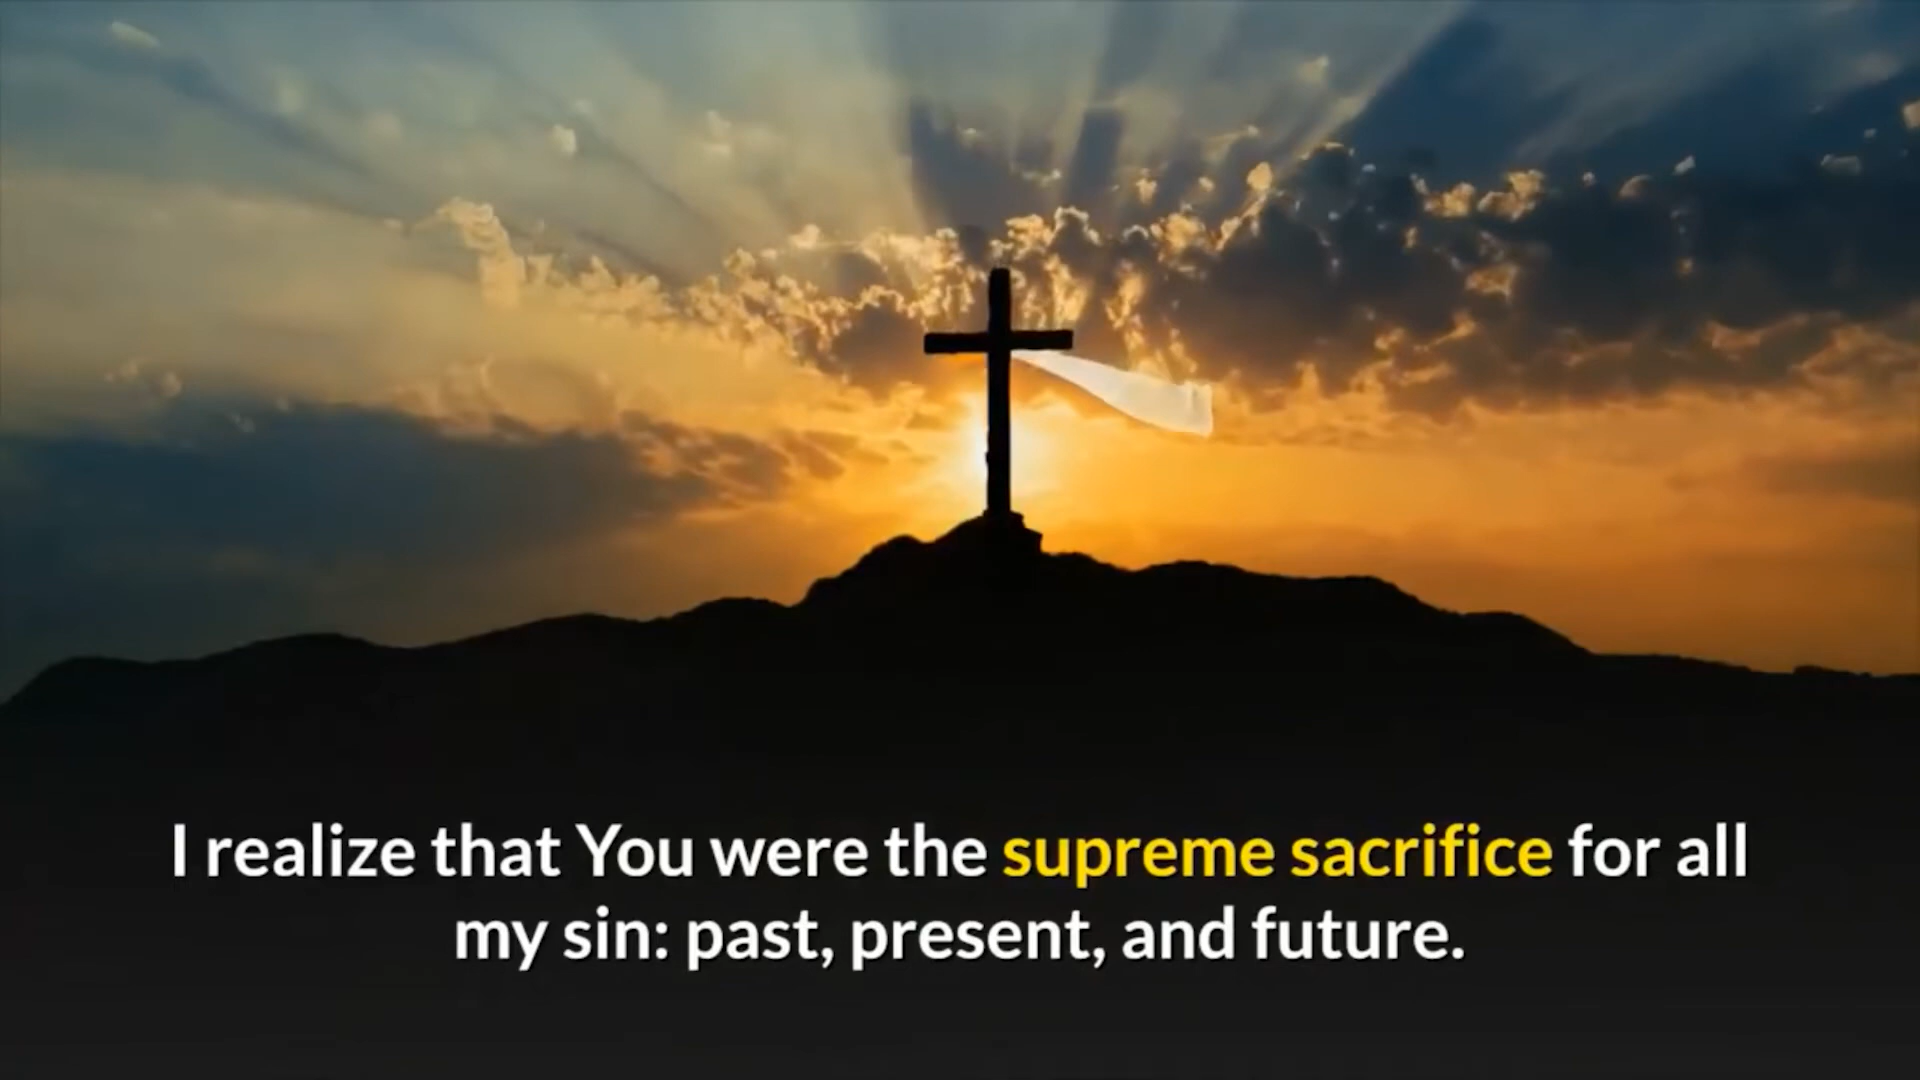 I realize that You were the supreme sacrifice for all
my sin: past, present, and future.